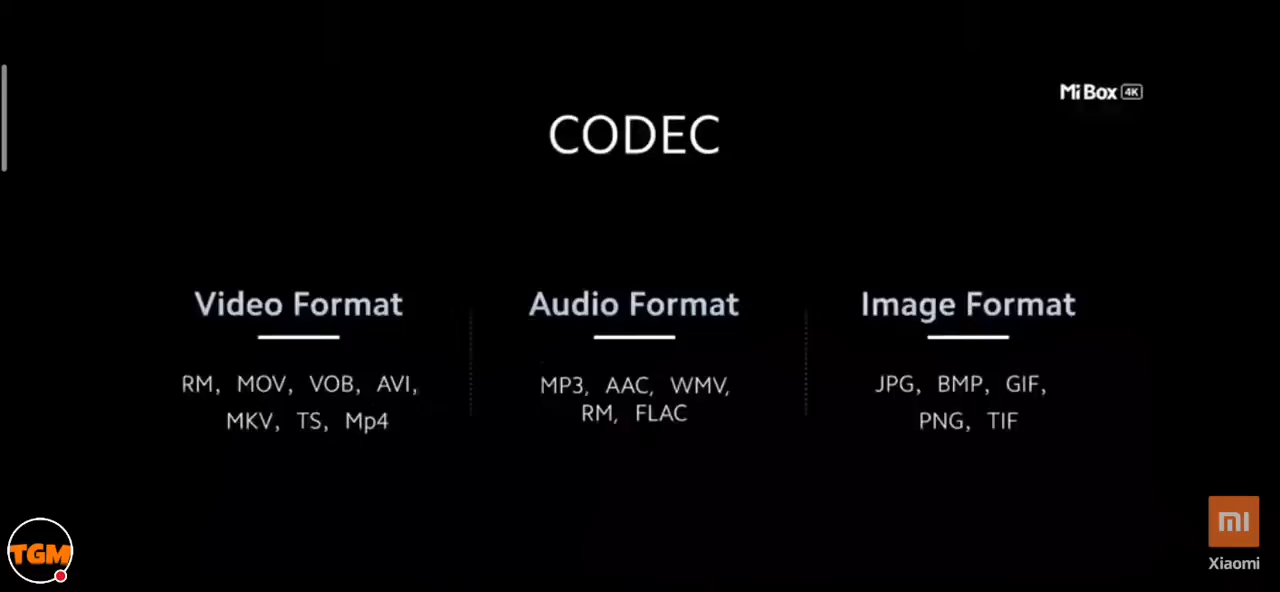 Mi Box 4K
CODEC
Video Format
RM, MOV, VOB, AVI,
MKV, TS, Mp4
Audio Format
MP3, AAC, WMV,
RM, FLAC
Image Format
JPG, BMP, GIF,
PNG, TIF
TGM
mi
Xiaomi